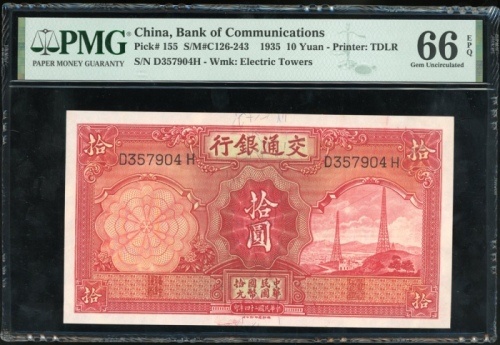 PMG
PAPER MONEY GUARANTY
China, Bank of Communications
Pick# 155 S/M#C126-243 1935 10 Yuan - Printer: TDLR
S/N D357904H - Wmk: Electric Towers
66 EPQ
Gem Uncirculated
拾 拾
行銀通交
D357904 H D357904 H
拾圓
拾 拾